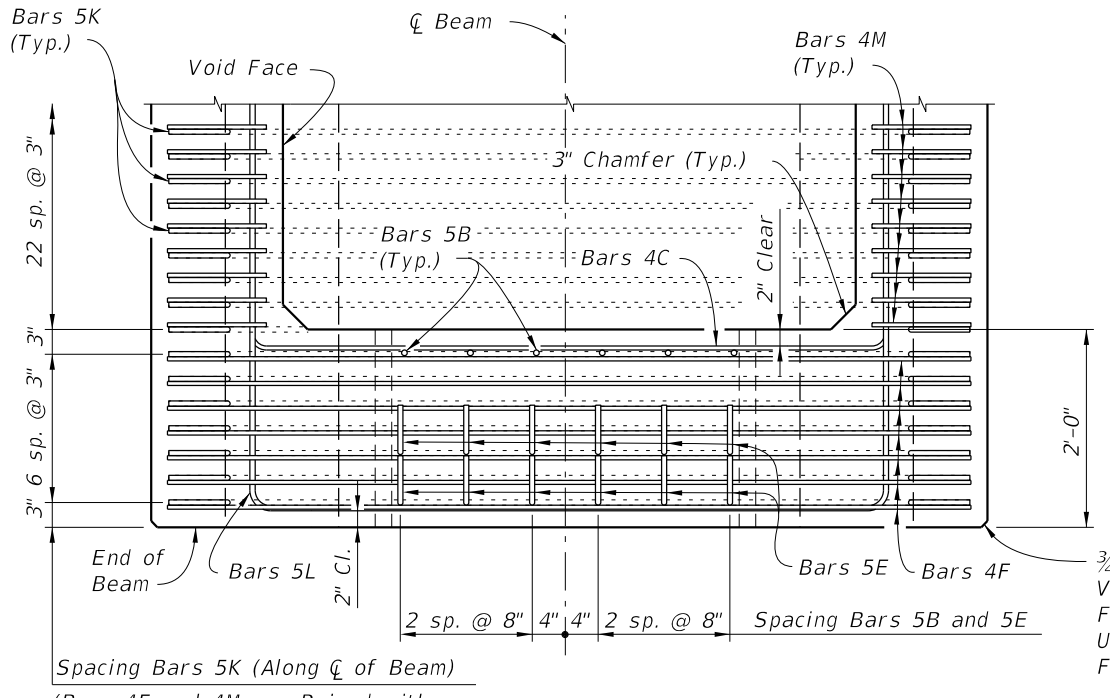 Bars 5K
(Typ.)
℄ Beam
Void Face
Bars 4M
(Typ.)
3" Chamfer (Typ.)
Bars 5B
(Typ.)
Bars 4C
2" Clear
22 sp. @ 3"
3"
6 sp. @ 3"
3"
2'-0"
End of
Beam
Bars 5L
2" Cl.
Bars 5E
Bars 4F
¾
V
F
U
F
2 sp. @ 8"
4"
4"
2 sp. @ 8"
Spacing Bars 5B and 5E
Spacing Bars 5K (Along ℄ of Beam)